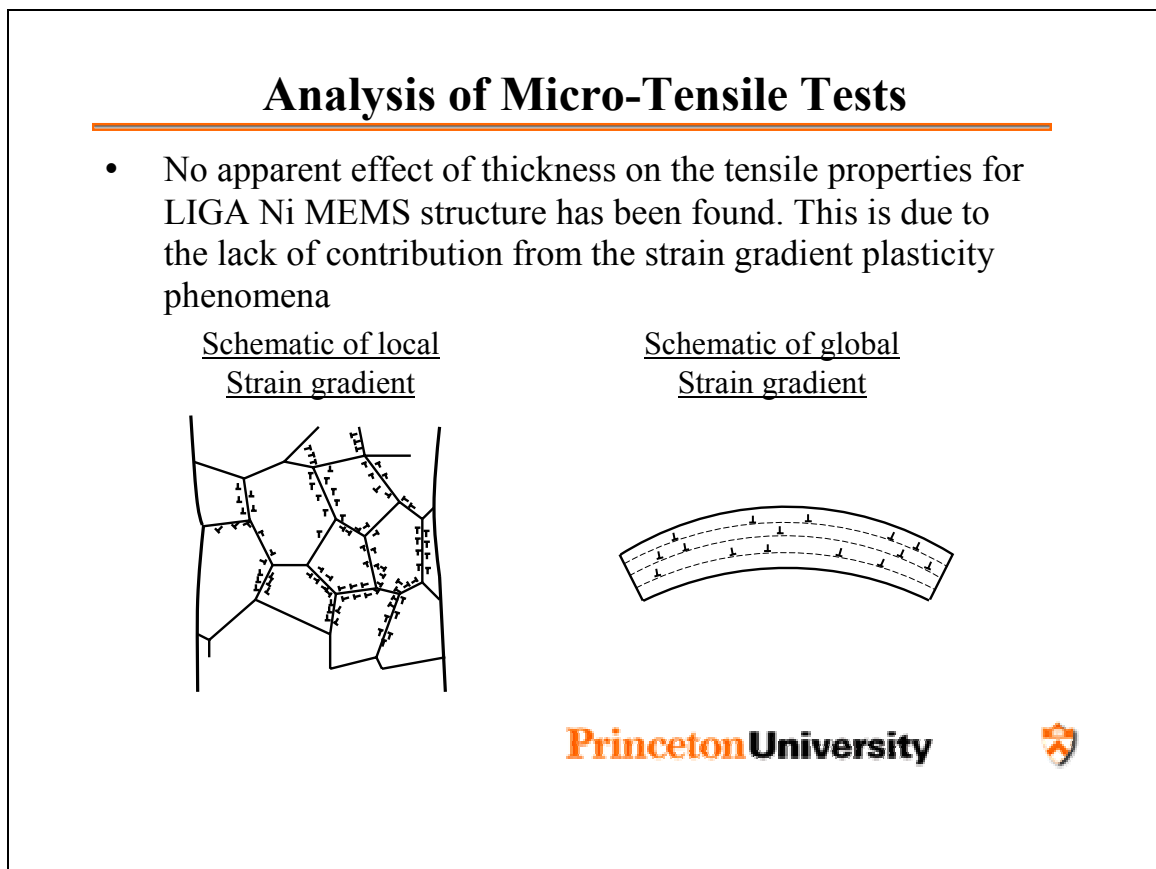 Analysis of Micro-Tensile Tests
• No apparent effect of thickness on the tensile properties for
LIGA Ni MEMS structure has been found. This is due to
the lack of contribution from the strain gradient plasticity
phenomena
Schematic of local
Strain gradient
Schematic of global
Strain gradient
Princeton University